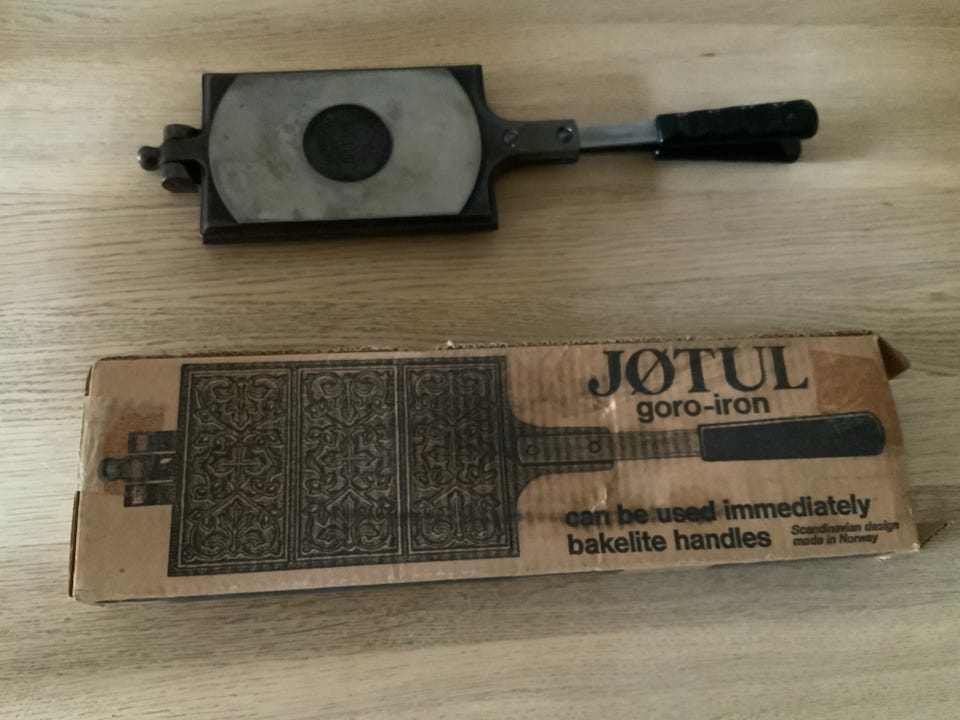 JØTUL
goro-iron
can be used immediately
bakelite handles
Scandinavian design
made in Norway